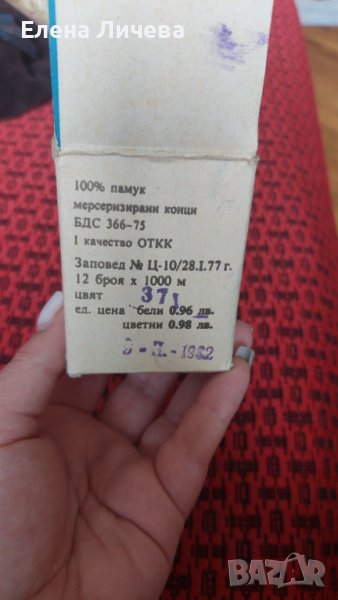 Елена Личева
100% памук
мерсеризирани конци
БДС 366-75
I качество ОТКК
Заповед № Ц-10/28.I.77 г.
12 броя х 1000 м
цвят 371
ед. цена бели 0.96 лв.
цветни 0.98 лв.
1982
BAZAR